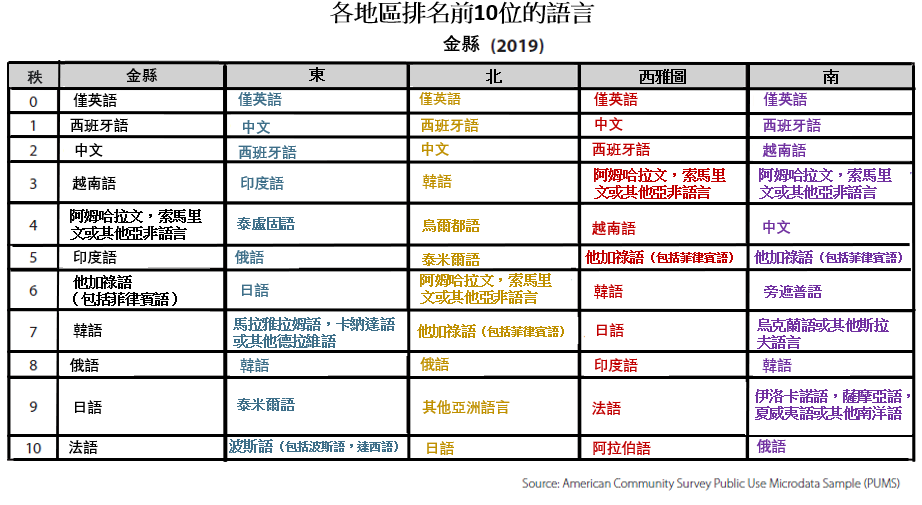 各地區排名前10位的語言
金縣 (2019)
秩 金縣 東 北 西雅圖 南
0 僅英語 僅英語 僅英語 僅英語 僅英語
1 西班牙語 中文 西班牙語 中文 西班牙語
2 中文 西班牙語 中文 西班牙語 越南語
3 越南語 印度語 韓語 阿姆哈拉文，索馬里 阿姆哈拉文，索馬里
文或其他亞非語言 文或其他亞非語言
4 阿姆哈拉文，索馬里 泰盧固語 烏爾都語 越南語 中文
文或其他亞非語言
5 印度語 俄語 泰米爾語 他加祿語（包括菲律賓語） 他加祿語（包括菲律賓語）
6 他加祿語 日語 阿姆哈拉文，索馬里 韓語 旁遮普語
（包括菲律賓語） 文或其他亞非語言
7 韓語 馬拉雅拉姆語，卡納達語 他加祿語（包括菲律賓語） 日語 烏克蘭語或其他斯拉
或其他德拉維語 夫語言
8 俄語 韓語 俄語 印度語 韓語
9 日語 泰米爾語 其他亞洲語言 法語 伊洛卡諾語，薩摩亞語，
夏威夷語或其他南洋語
10 法語 波斯語（包括波斯語，達西語） 日語 阿拉伯語 俄語
Source: American Community Survey Public Use Microdata Sample (PUMS)